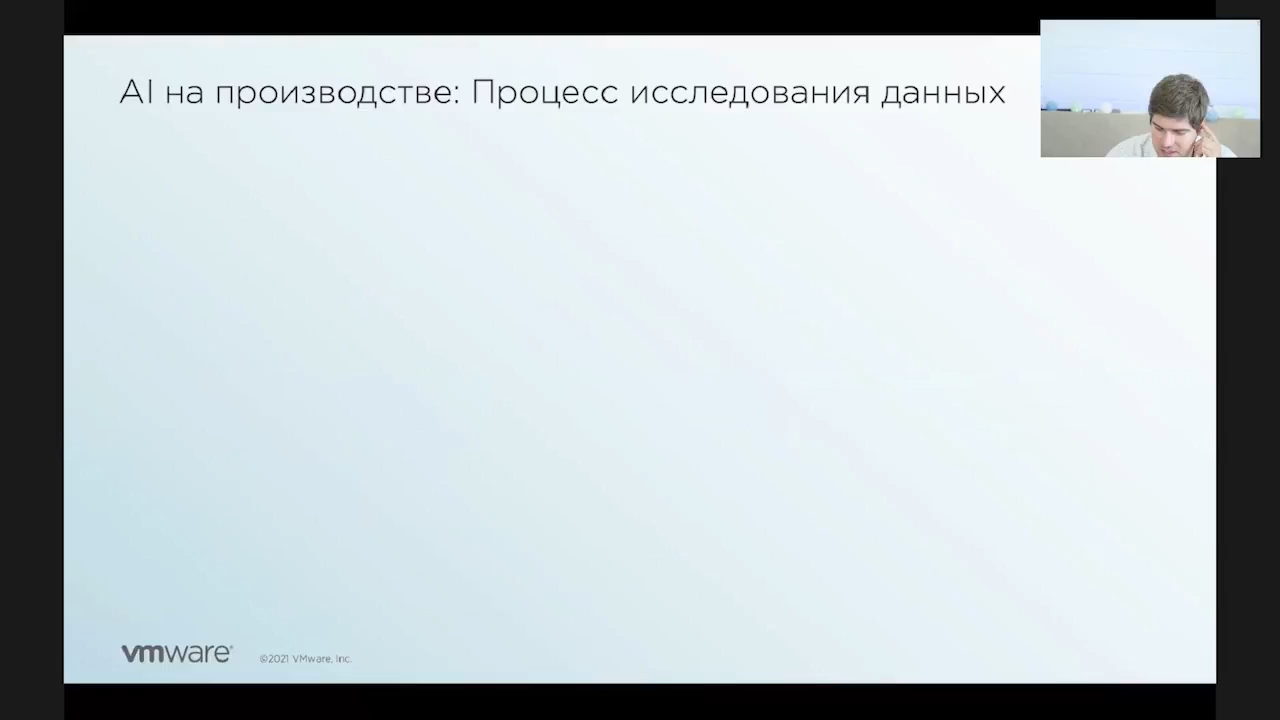 AI на производстве: Процесс исследования данных
vmware®
©2021 VMware, Inc.